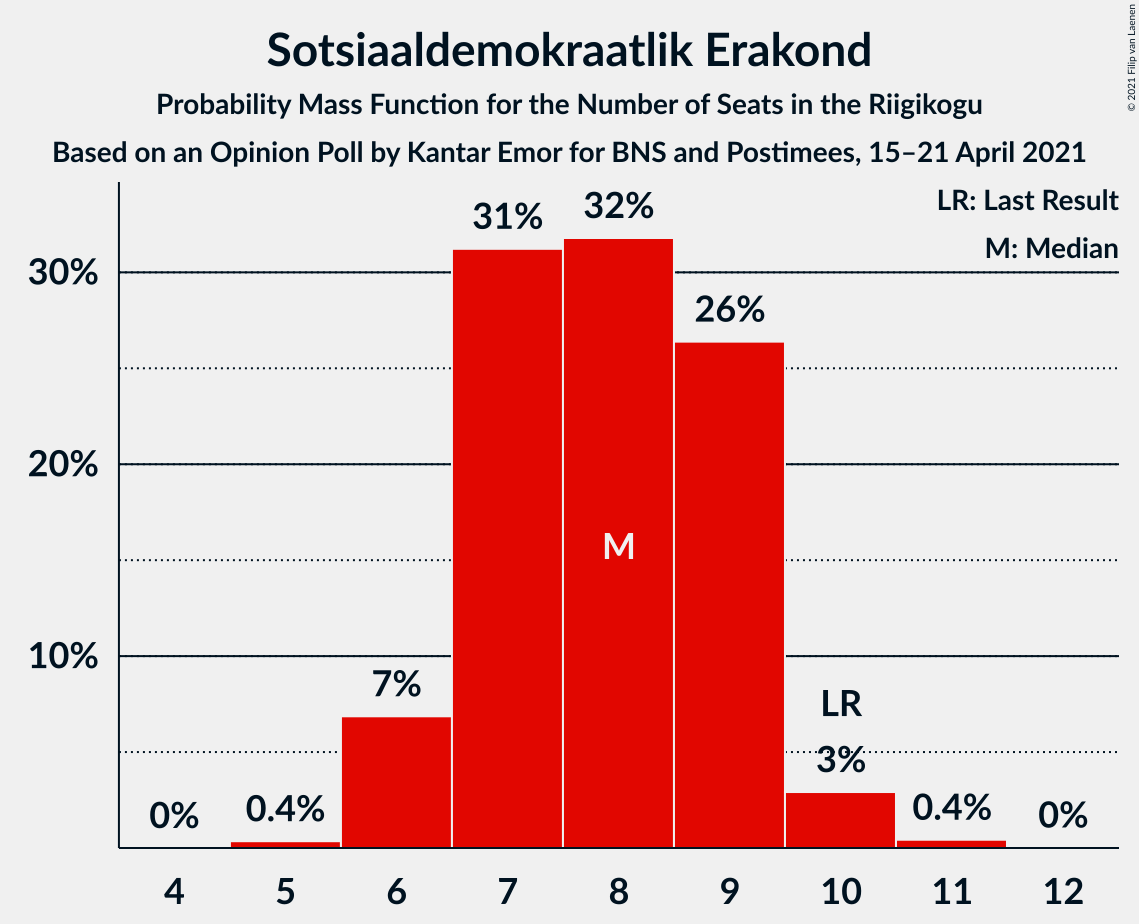 Sotsiaaldemokraatlik Erakond
Probability Mass Function for the Number of Seats in the Riigikogu
Based on an Opinion Poll by Kantar Emor for BNS and Postimees, 15–21 April 2021
© 2021 Filip van Laenen
LR: Last Result
M: Median
30%
20%
10%
0%
0.4%
7%
31%
32%
26%
LR
3%
0.4%
0%
M
4 5 6 7 8 9 10 11 12